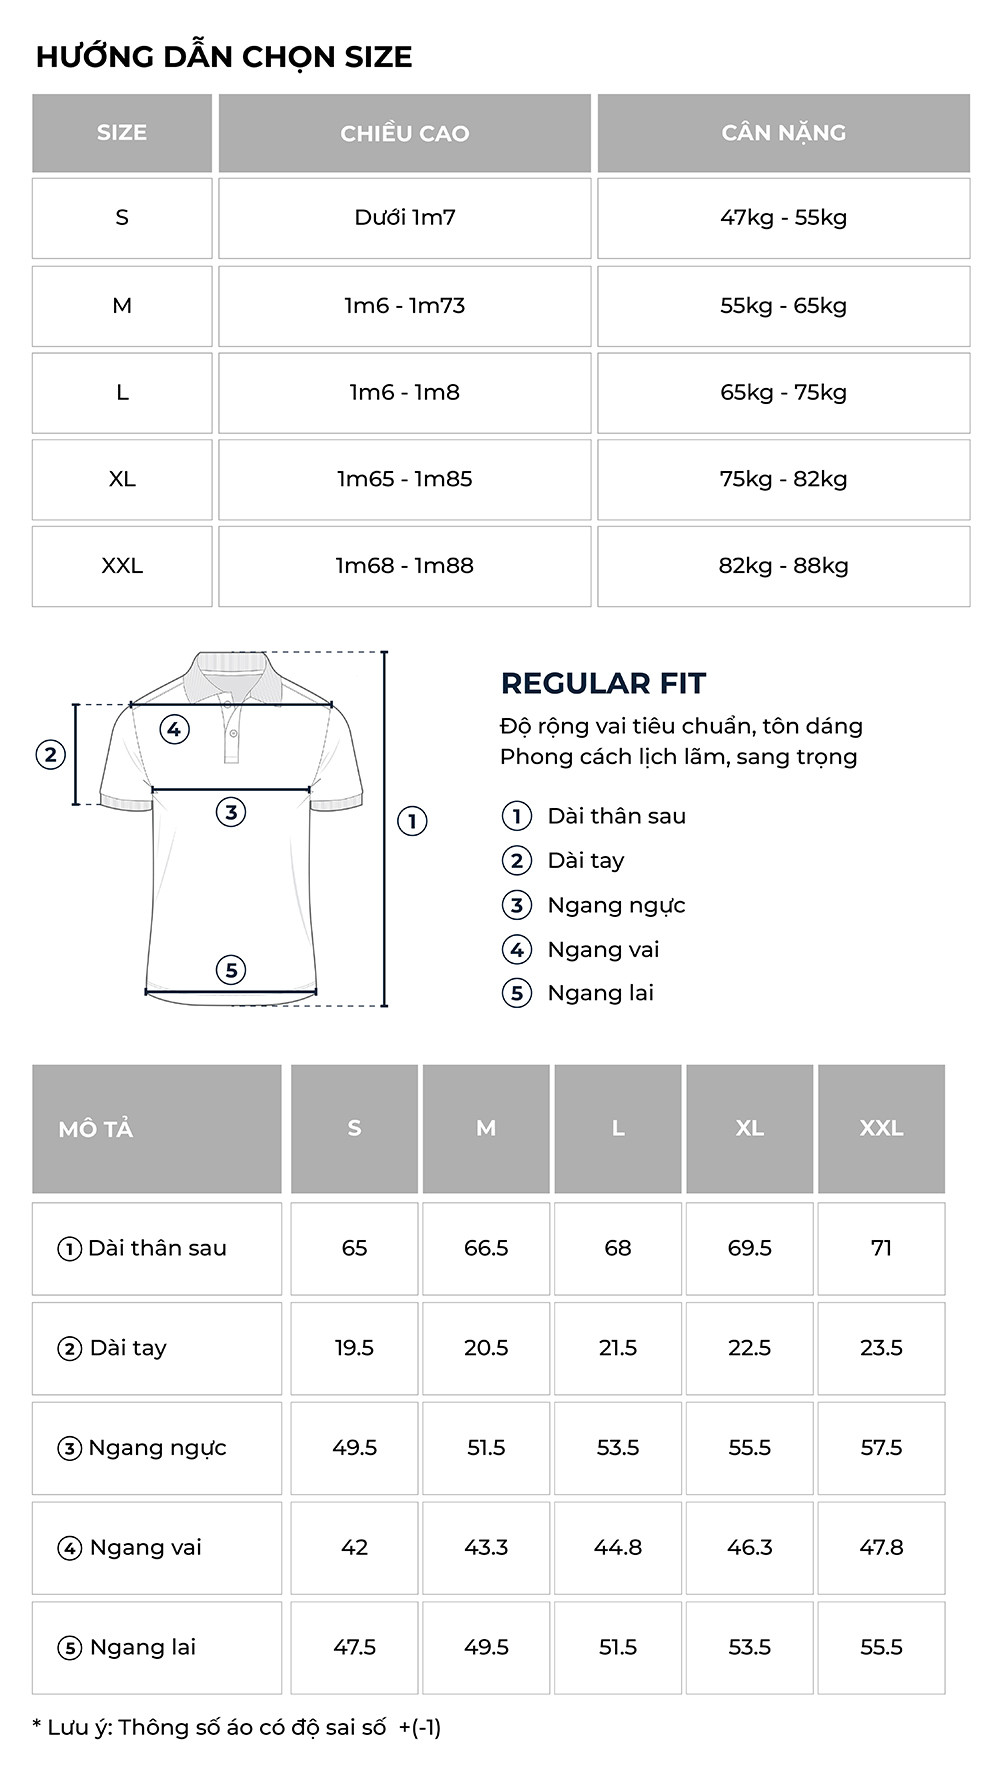 HƯỚNG DẪN CHỌN SIZE
SIZE CHIỀU CAO CÂN NẶNG
S Dưới 1m7 47kg - 55kg
M 1m6 - 1m73 55kg - 65kg
L 1m6 - 1m8 65kg - 75kg
XL 1m65 - 1m85 75kg - 82kg
XXL 1m68 - 1m88 82kg - 88kg
4
2
3
1
5
REGULAR FIT
Độ rộng vai tiêu chuẩn, tôn dáng
Phong cách lịch lãm, sang trọng
1 Dài thân sau
2 Dài tay
3 Ngang ngực
4 Ngang vai
5 Ngang lai
MÔ TẢ S M L XL XXL
1 Dài thân sau 65 66.5 68 69.5 71
2 Dài tay 19.5 20.5 21.5 22.5 23.5
3 Ngang ngực 49.5 51.5 53.5 55.5 57.5
4 Ngang vai 42 43.3 44.8 46.3 47.8
5 Ngang lai 47.5 49.5 51.5 53.5 55.5
* Lưu ý: Thông số áo có độ sai số +(-1)